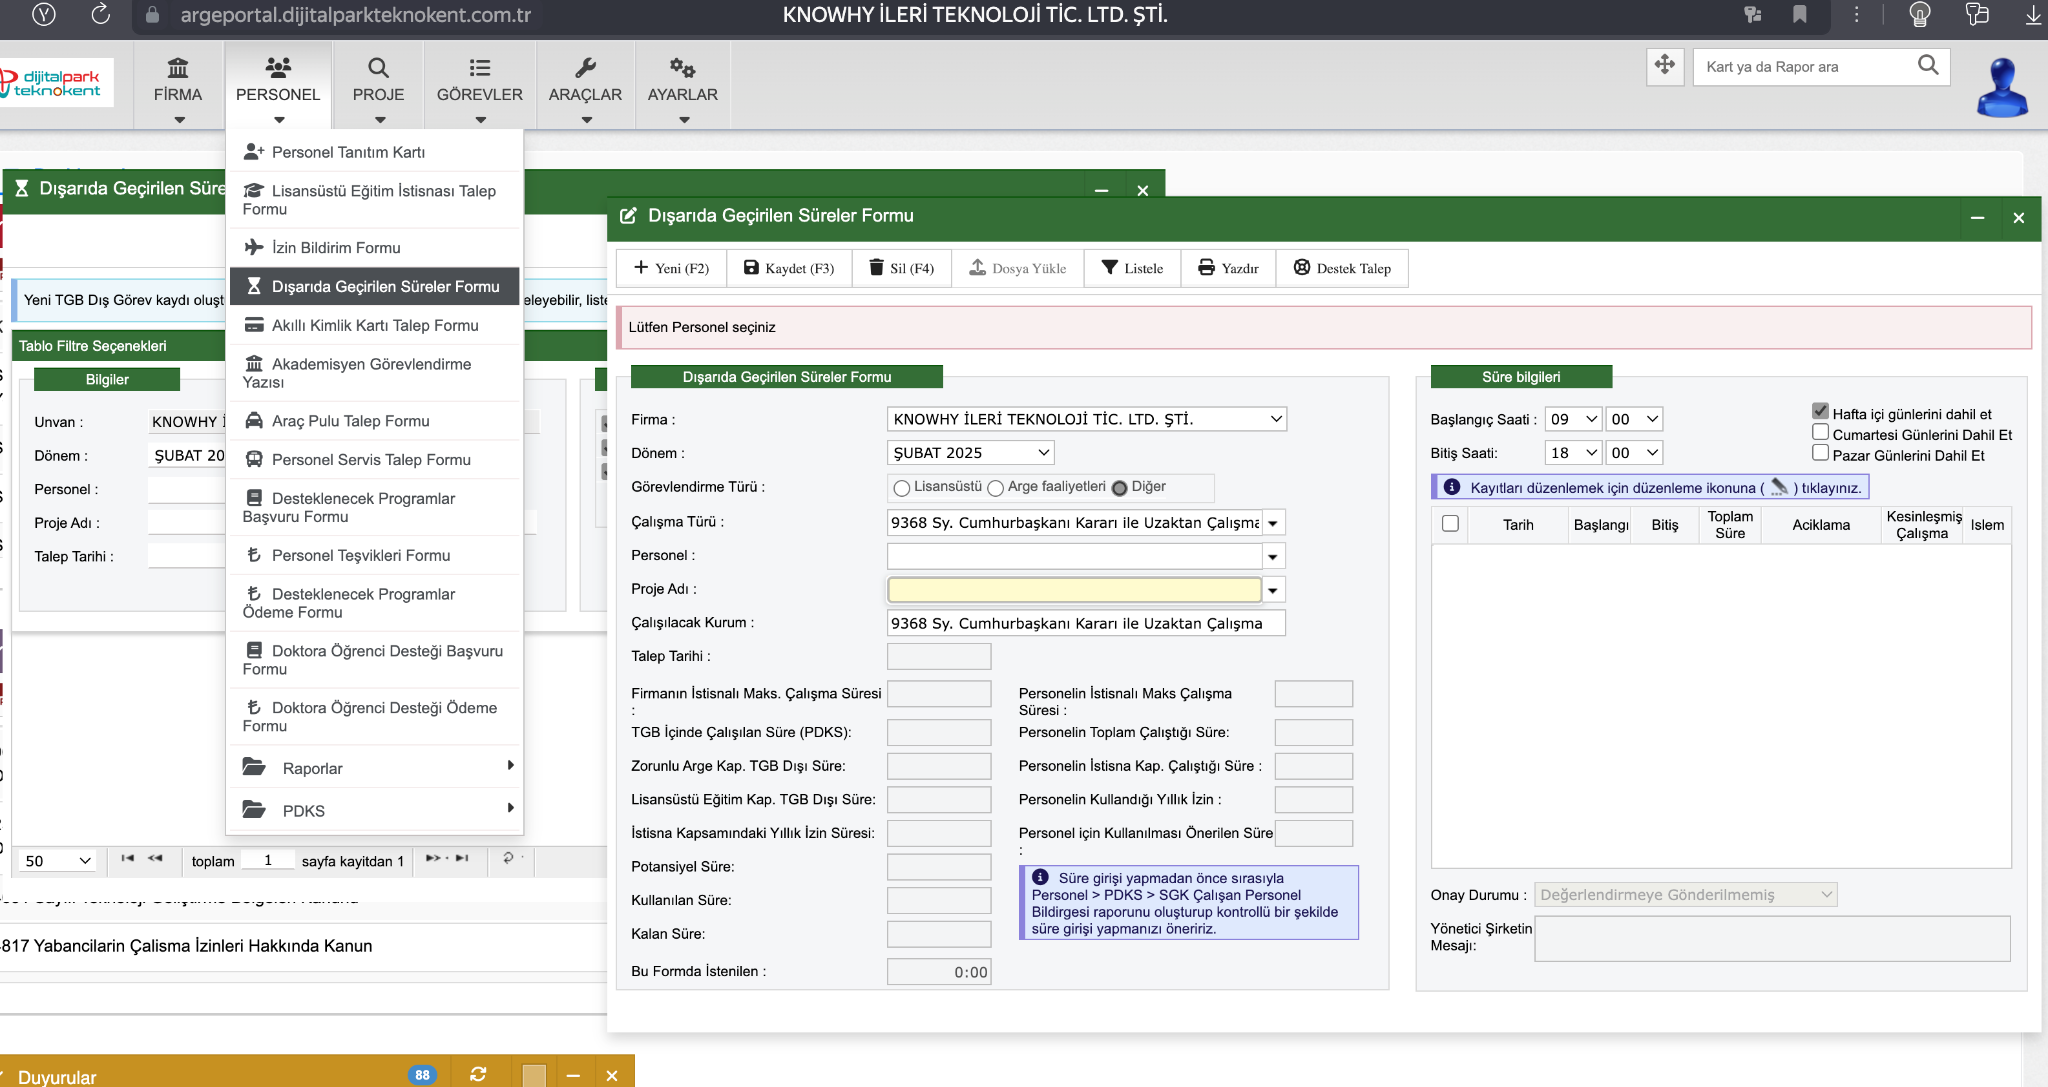 argeportal.dijitalparkteknokent.com.tr
KNOWHY İLERİ TEKNOLOJİ TİC. LTD. ŞTİ.
dijitalpark
teknokent
FİRMA
PERSONEL
PROJE
GÖREVLER
ARAÇLAR
AYARLAR
Kart ya da Rapor ara
Personel Tanıtım Kartı
Lisansüstü Eğitim İstisnası Talep
Formu
İzin Bildirim Formu
Dışarıda Geçirilen Süreler Formu
Akıllı Kimlik Kartı Talep Formu
Akademisyen Görevlendirme
Yazısı
Araç Pulu Talep Formu
Personel Servis Talep Formu
Desteklenecek Programlar
Başvuru Formu
Personel Teşvikleri Formu
Desteklenecek Programlar
Ödeme Formu
Doktora Öğrenci Desteği Başvuru
Formu
Doktora Öğrenci Desteği Ödeme
Formu
Raporlar
PDKS
Dışarıda Geçirilen Süre
Yeni TGB Dış Görev kaydı oluşt
eleyebilir, liste
Tablo Filtre Seçenekleri
Bilgiler
Unvan :
KNOWHY İ
Dönem :
ŞUBAT 20
Personel :
Proje Adı :
Talep Tarihi :
50
toplam 1 sayfa kayitdan 1
817 Yabancilarin Çalisma İzinleri Hakkında Kanun
Duyurular
88
Dışarıda Geçirilen Süreler Formu
Yeni (F2)
Kaydet (F3)
Sil (F4)
Dosya Yükle
Listele
Yazdır
Destek Talep
Lütfen Personel seçiniz
Dışarıda Geçirilen Süreler Formu
Firma :
KNOWHY İLERİ TEKNOLOJİ TİC. LTD. ŞTİ.
Dönem :
ŞUBAT 2025
Görevlendirme Türü :
Lisansüstü Arge faaliyetleri Diğer
Çalışma Türü :
9368 Sy. Cumhurbaşkanı Kararı ile Uzaktan Çalışma
Personel :
Proje Adı :
Çalışılacak Kurum :
9368 Sy. Cumhurbaşkanı Kararı ile Uzaktan Çalışma
Talep Tarihi :
Firmanın İstisnalı Maks. Çalışma Süresi
:
Personelin İstisnalı Maks Çalışma
Süresi :
TGB İçinde Çalışılan Süre (PDKS):
Personelin Toplam Çalıştığı Süre:
Zorunlu Arge Kap. TGB Dışı Süre:
Personelin İstisna Kap. Çalıştığı Süre :
Lisansüstü Eğitim Kap. TGB Dışı Süre:
Personelin Kullandığı Yıllık İzin :
İstisna Kapsamındaki Yıllık İzin Süresi:
Personel için Kullanılması Önerilen Süre
:
Potansiyel Süre:
Kullanılan Süre:
Kalan Süre:
Bu Formda İstenilen :
0:00
Süre girişi yapmadan önce sırasıyla
Personel > PDKS > SGK Çalışan Personel
Bildirgesi raporunu oluşturup kontrollü bir şekilde
süre girişi yapmanızı öneririz.
Süre bilgileri
Başlangıç Saati :
09
00
Bitiş Saati:
18
00
Hafta içi günlerini dahil et
Cumartesi Günlerini Dahil Et
Pazar Günlerini Dahil Et
Kayıtları düzenlemek için düzenleme ikonuna ( ) tıklayınız.
Tarih
Başlangı
Bitiş
Toplam
Süre
Aciklama
Kesinleşmiş
Çalışma
Islem
Onay Durumu :
Değerlendirmeye Gönderilmemiş
Yönetici Şirketin
Mesajı: